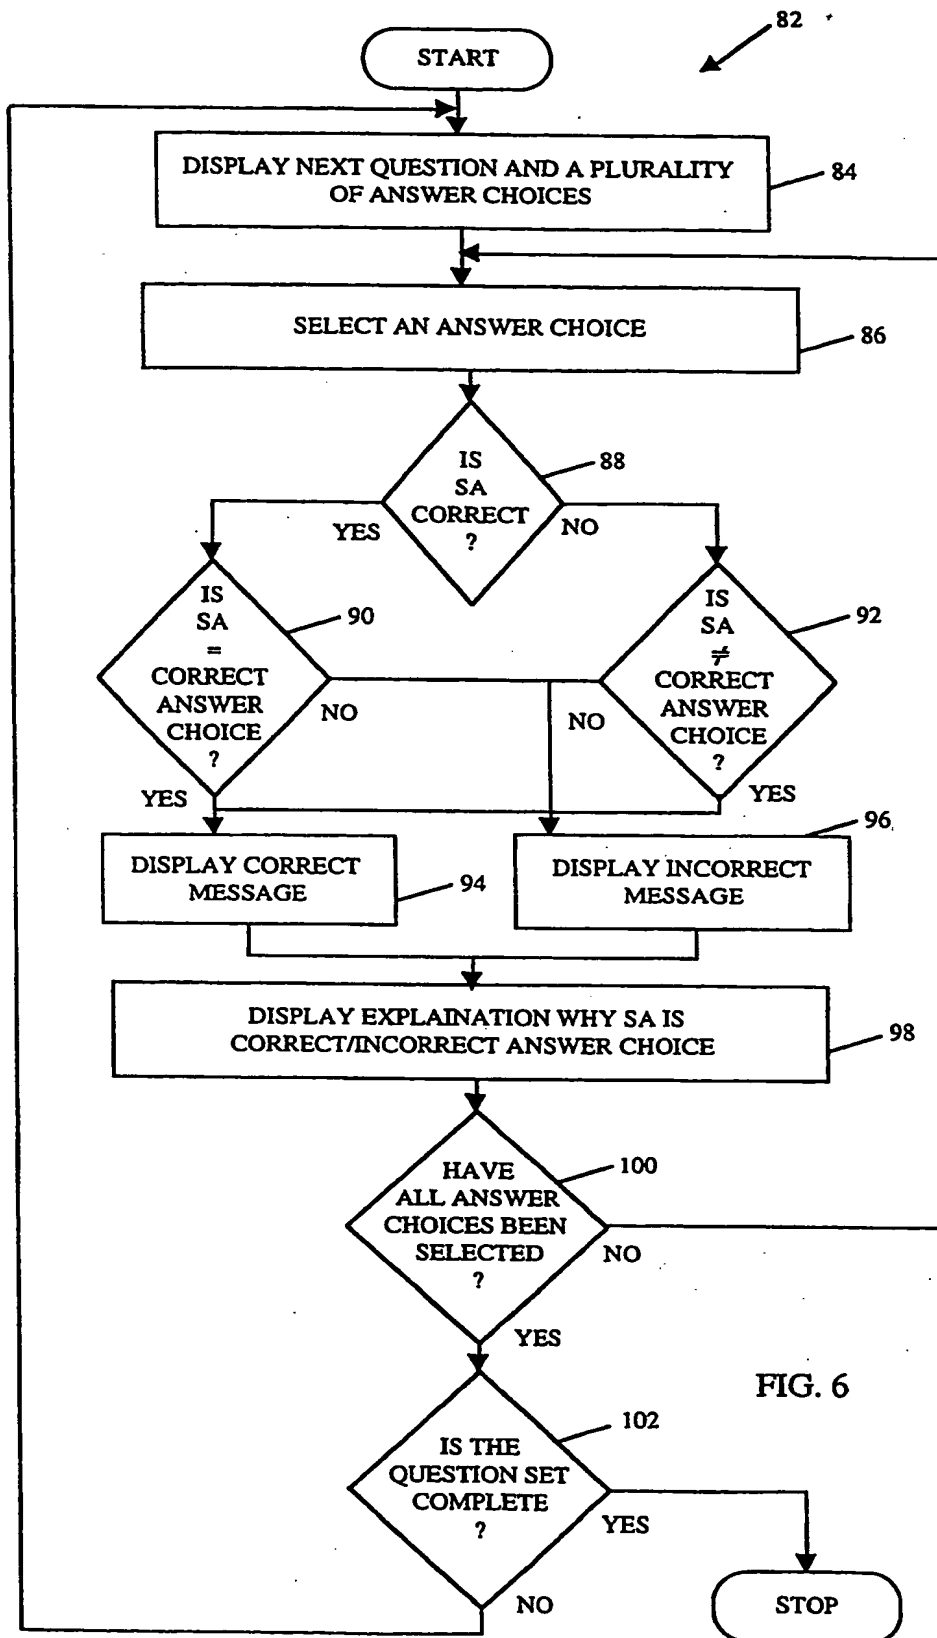 82
START
DISPLAY NEXT QUESTION AND A PLURALITY
OF ANSWER CHOICES
84
SELECT AN ANSWER CHOICE
86
IS
SA
CORRECT
?
88
YES
NO
IS
SA
=
CORRECT
ANSWER
CHOICE
?
90
NO
YES
IS
SA
≠
CORRECT
ANSWER
CHOICE
?
92
NO
YES
DISPLAY CORRECT
MESSAGE
94
DISPLAY INCORRECT
MESSAGE
96
DISPLAY EXPLAINATION WHY SA IS
CORRECT/INCORRECT ANSWER CHOICE
98
HAVE
ALL ANSWER
CHOICES BEEN
SELECTED
?
100
NO
YES
FIG. 6
IS THE
QUESTION SET
COMPLETE
?
102
YES
NO
STOP